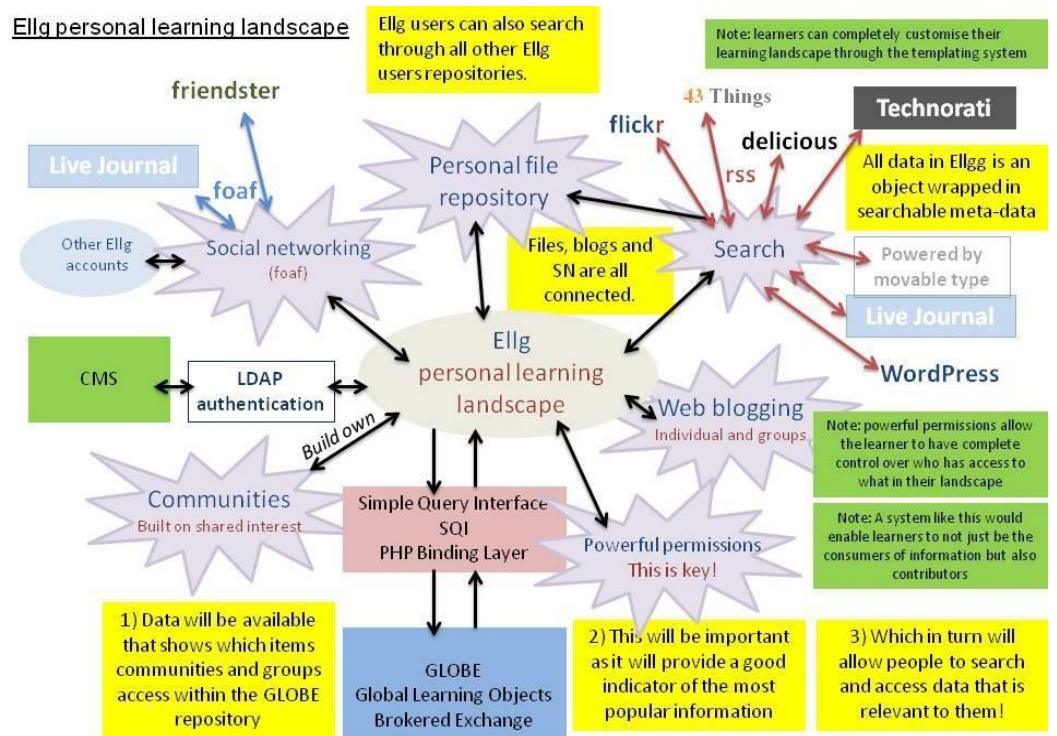 Ellg personal learning landscape
Ellg users can also search
through all other Ellg
users repositories.
Note: learners can completely customise their
learning landscape through the templating system
friendster
43 Things
Technorati
flickr
delicious
rss
Live Journal
foaf
Personal file
repository
All data in Ellgg is an
object wrapped in
searchable meta-data
Other Ellg
accounts
Social networking
(foaf)
Files, blogs and
SN are all
connected.
Search
Powered by
movable type
Live Journal
WordPress
Ellg
personal learning
landscape
CMS
LDAP
authentication
Build own
Web blogging
Individual and groups
Note: powerful permissions allow
the learner to have complete
control over who has access to
what in their landscape
Communities
Built on shared interest
Simple Query Interface
SQI
PHP Binding Layer
Powerful permissions
This is key!
Note: A system like this would
enable learners to not just be the
consumers of information but also
contributors
1) Data will be available
that shows which items
communities and groups
access within the GLOBE
repository
GLOBE
Global Learning Objects
Brokered Exchange
2) This will be important
as it will provide a good
indicator of the most
popular information
3) Which in turn will
allow people to search
and access data that is
relevant to them!